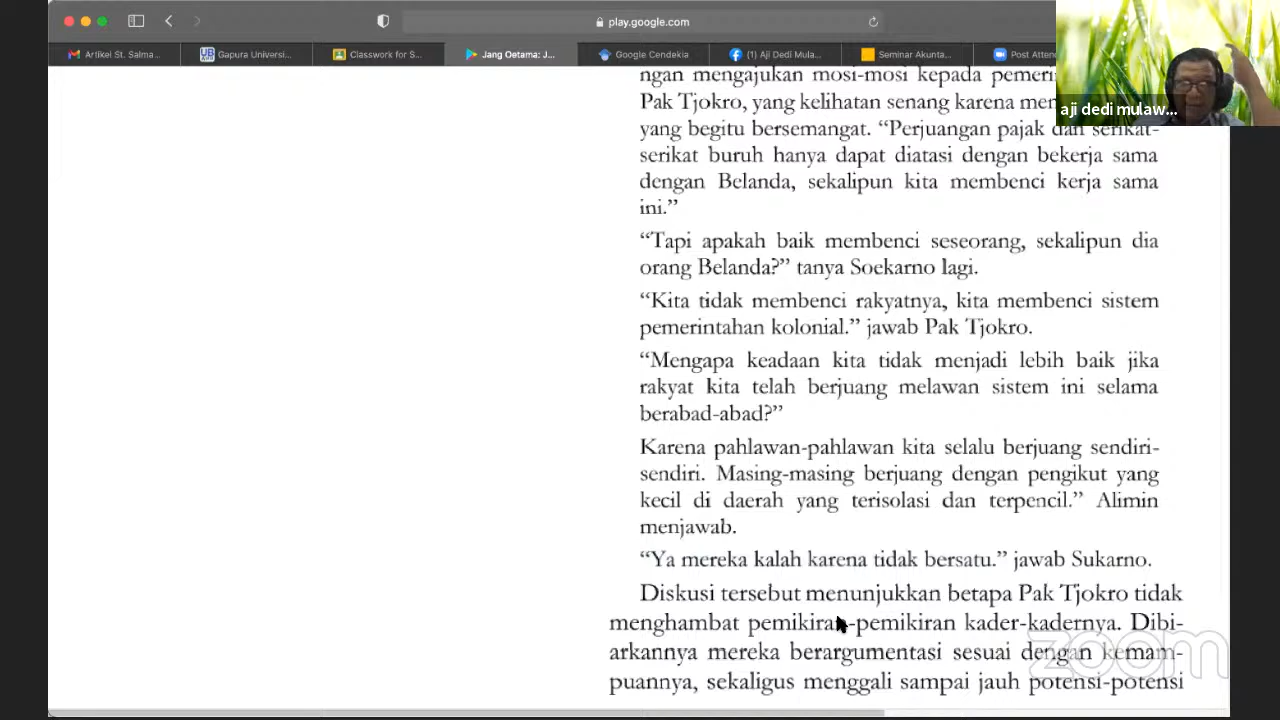 play.google.com
Artikel St. Salma...
Gapura Universi...
Classwork for S...
Jang Oetama: J...
Google Cendekia
(1) Aji Dedi Mula...
Seminar Akunta...
Post Atten
aji dedi mulaw...
ngan mengajukan mosi-mosi kepada
Pak Tjokro, yang kelihatan senang karena
yang begitu bersemangat. “Perjuangan pajak dan serikat-
serikat buruh hanya dapat diatasi dengan bekerja sama
dengan Belanda, sekalipun kita membenci kerja sama
ini.”
“Tapi apakah baik membenci seseorang, sekalipun dia
orang Belanda?” tanya Soekarno lagi.
“Kita tidak membenci rakyatnya, kita membenci sistem
pemerintahan kolonial.” jawab Pak Tjokro.
“Mengapa keadaan kita tidak menjadi lebih baik jika
rakyat kita telah berjuang melawan sistem ini selama
berabad-abad?”
Karena pahlawan-pahlawan kita selalu berjuang sendiri-
sendiri. Masing-masing berjuang dengan pengikut yang
kecil di daerah yang terisolasi dan terpencil.” Alimin
menjawab.
“Ya mereka kalah karena tidak bersatu.” jawab Sukarno.
Diskusi tersebut menunjukkan betapa Pak Tjokro tidak
menghambat pemikiran-pemikiran kader-kadernya. Dibi-
arkannya mereka berargumentasi sesuai dengan kemam-
puannya, sekaligus menggali sampai jauh potensi-potensi
zoom